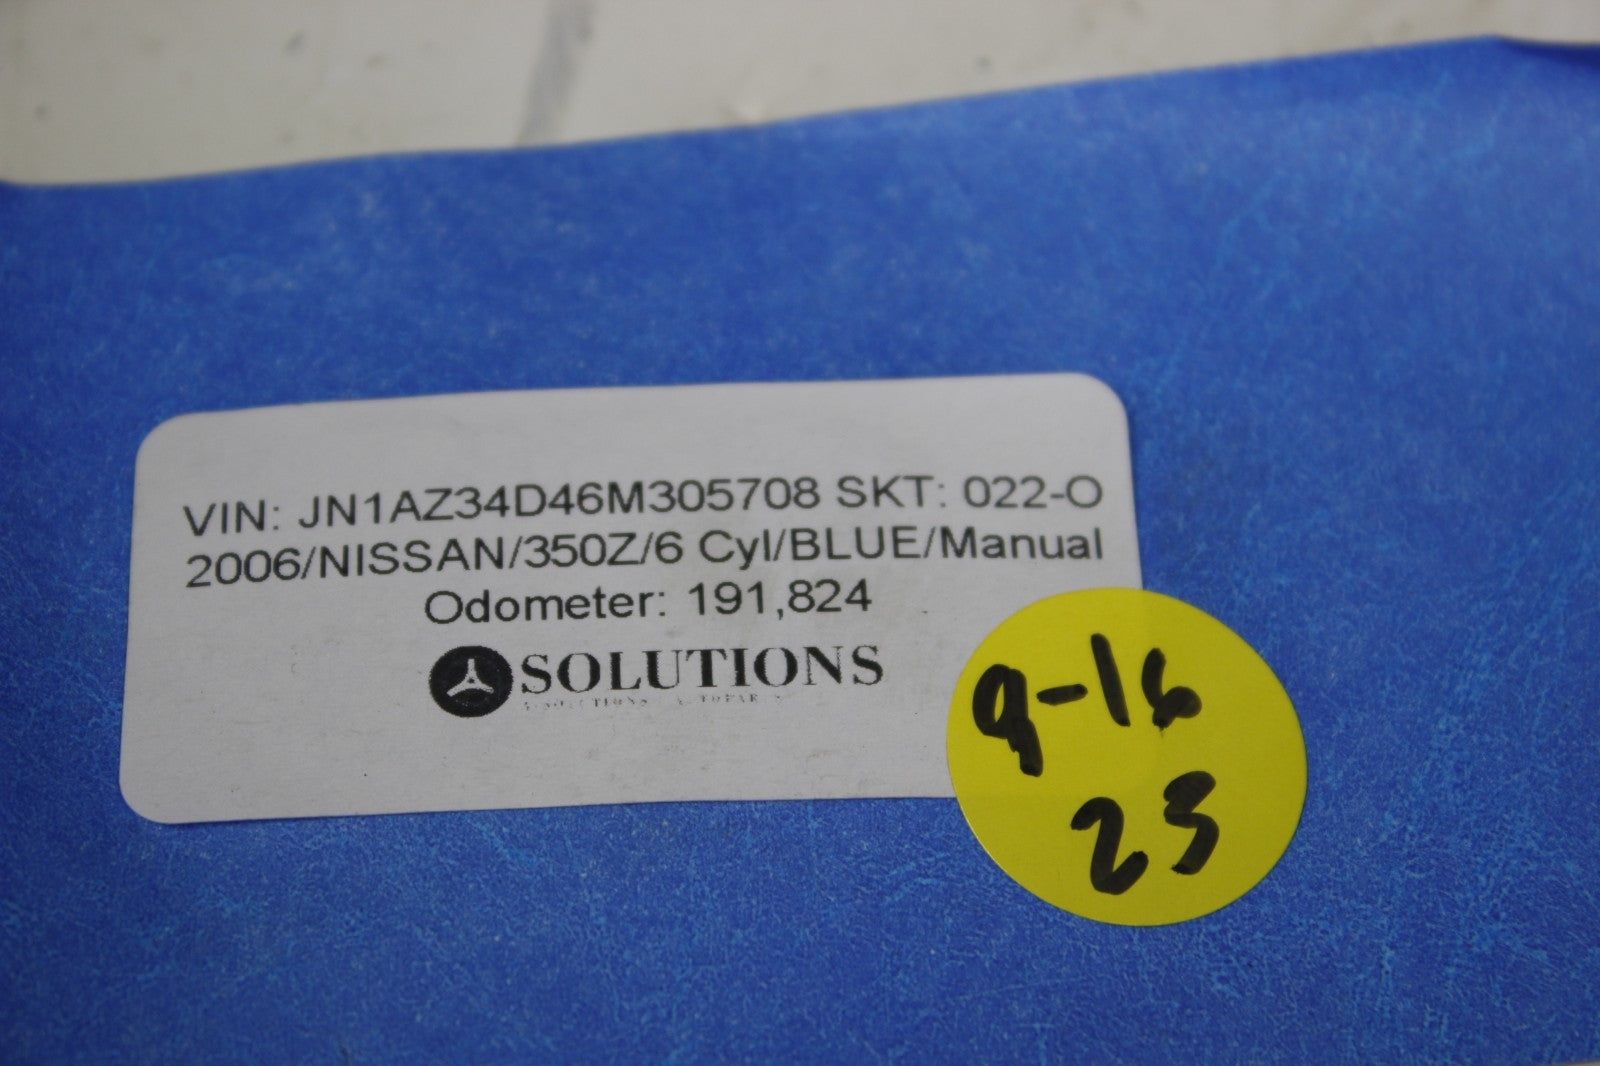 VIN: JN1AZ34D46M305708 SKT: 022-O
2006/NISSAN/350Z/6 Cyl/BLUE/Manual
Odometer: 191,824
SOLUTIONS
9-16
23